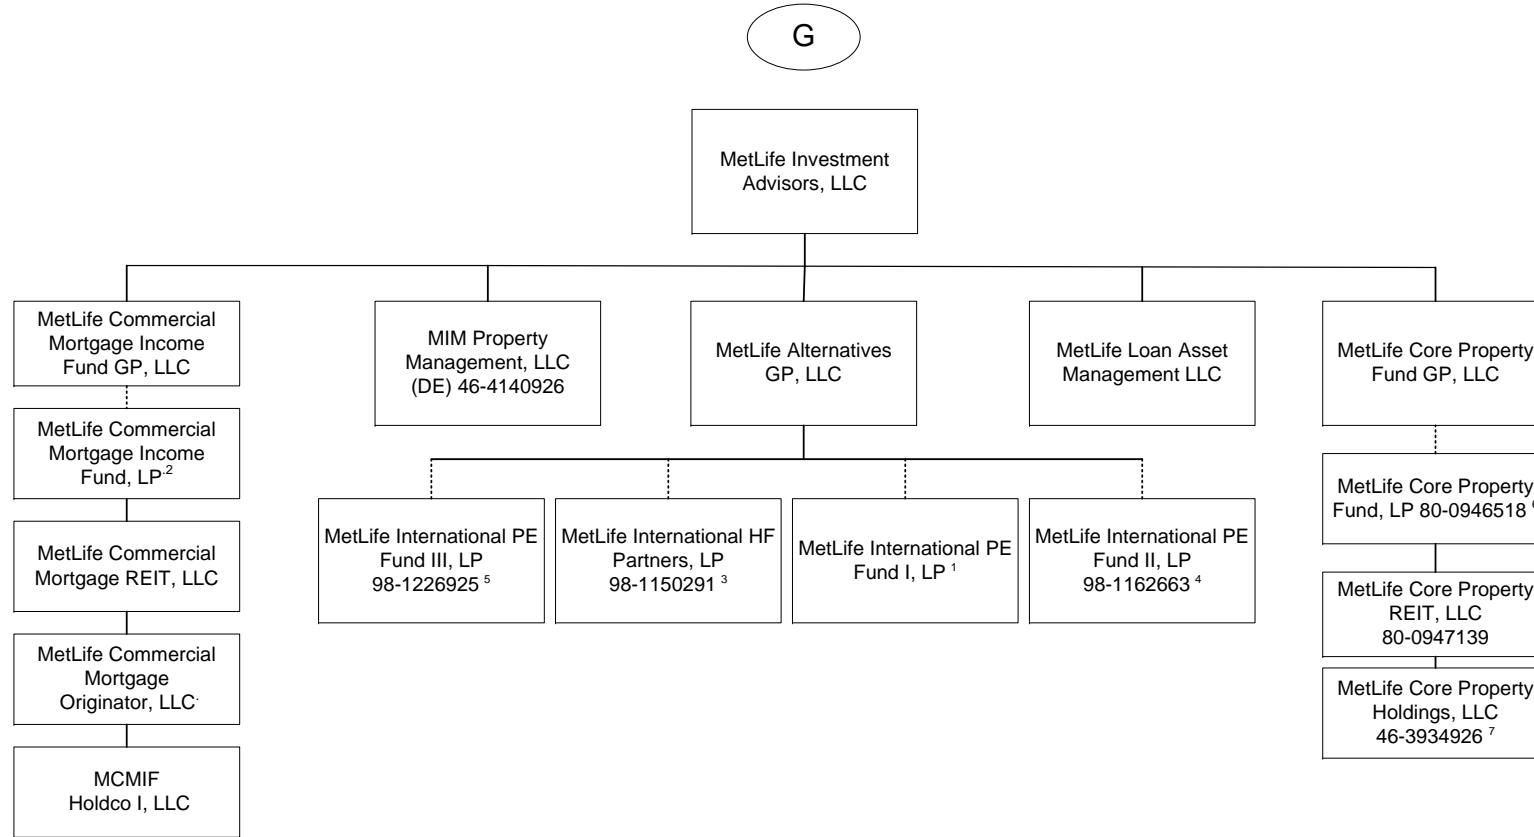 G
MetLife Investment
Advisors, LLC
MetLife Commercial
Mortgage Income
Fund GP, LLC
MIM Property
Management, LLC
(DE) 46-4140926
MetLife Alternatives
GP, LLC
MetLife Loan Asset
Management LLC
MetLife Core Property
Fund GP, LLC
MetLife Commercial
Mortgage Income
Fund, LP.2
MetLife Commercial
Mortgage REIT, LLC
MetLife Commercial
Mortgage
Originator, LLC.
MCMIF
Holdco I, LLC
MetLife International PE
Fund III, LP
98-1226925 5
MetLife International HF
Partners, LP
98-1150291 3
MetLife International PE
Fund I, LP 1
MetLife International PE
Fund II, LP
98-1162663 4
MetLife Core Property
Fund, LP 80-0946518 6
MetLife Core Property
REIT, LLC
80-0947139
MetLife Core Property
Holdings, LLC
46-3934926 7